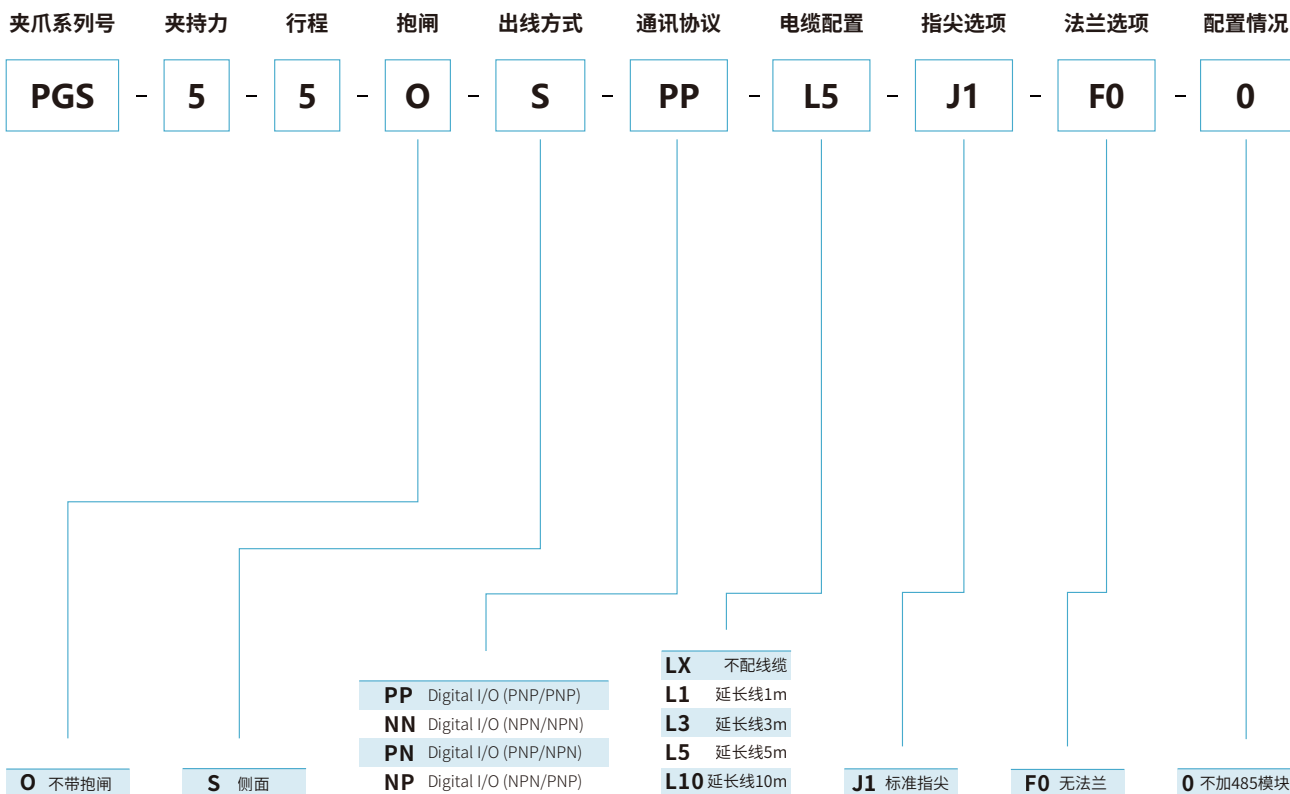 夹爪系列号 夹持力 行程 抱闸 出线方式 通讯协议 电缆配置 指尖选项 法兰选项 配置情况
PGS - 5 - 5 - O - S - PP - L5 - J1 - F0 - 0
LX 不配线缆
PP Digital I/O (PNP/PNP)
L1 延长线1m
NN Digital I/O (NPN/NPN)
L3 延长线3m
PN Digital I/O (PNP/NPN)
L5 延长线5m
O 不带抱闸
S 侧面
NP Digital I/O (NPN/PNP)
L10 延长线10m
J1 标准指尖
F0 无法兰
0 不加485模块